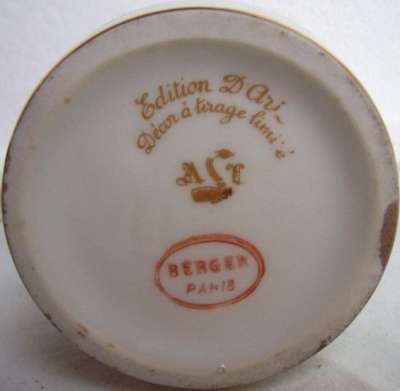 Edition D'Art
Décor à tirage limité
A L
BERGER
PARIS